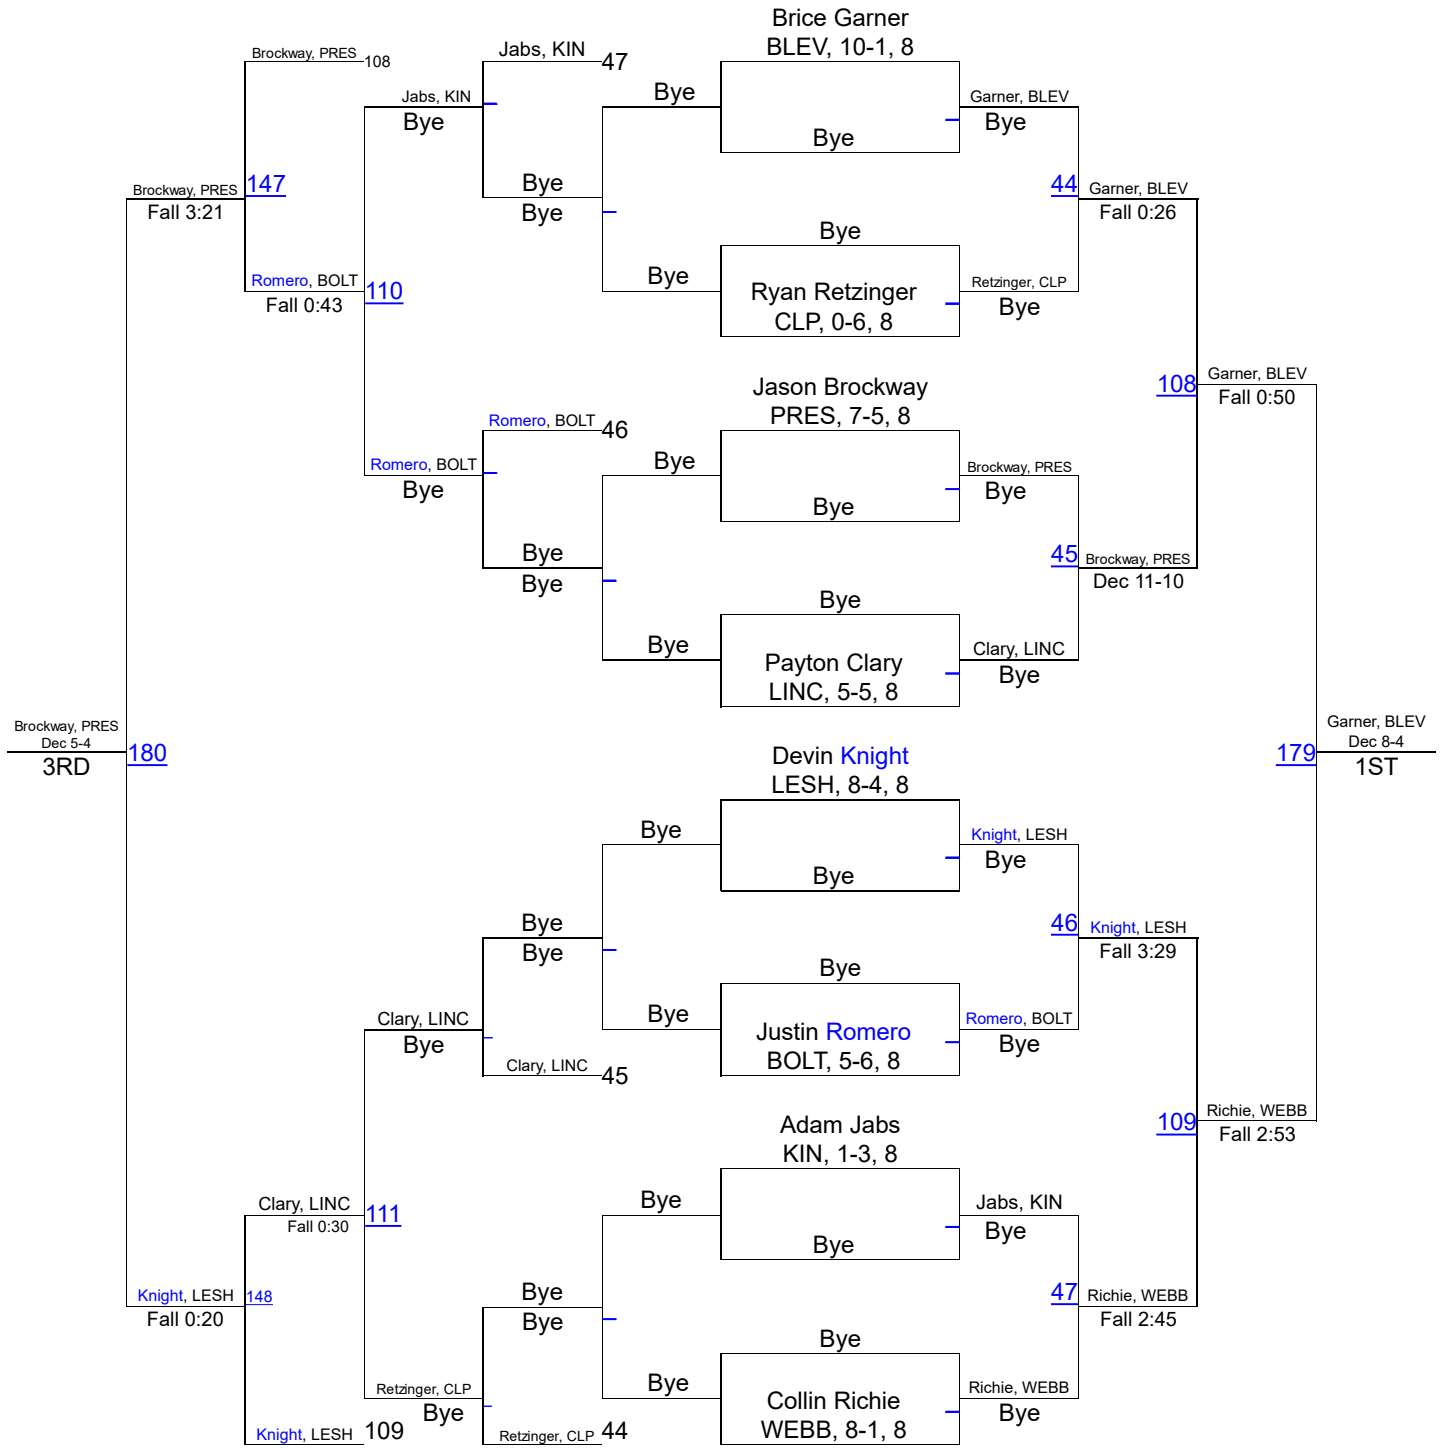 Brice Garner
BLEV, 10-1, 8
Brockway, PRES
108
Jabs, KIN
47
Jabs, KIN
Bye
Bye
Garner, BLEV
Bye
Bye
Brockway, PRES
147
Fall 3:21
Bye
Bye
44
Garner, BLEV
Fall 0:26
Bye
Romero, BOLT
110
Fall 0:43
Bye
Ryan Retzinger
CLP, 0-6, 8
Retzinger, CLP
Bye
Jason Brockway
PRES, 7-5, 8
108
Garner, BLEV
Fall 0:50
Romero, BOLT
46
Romero, BOLT
Bye
Bye
Brockway, PRES
Bye
Bye
Bye
Bye
45
Brockway, PRES
Dec 11-10
Bye
Bye
Payton Clary
LINC, 5-5, 8
Clary, LINC
Bye
Brockway, PRES
Dec 5-4
3RD
180
Devin Knight
LESH, 8-4, 8
179
Garner, BLEV
Dec 8-4
1ST
Bye
Knight, LESH
Bye
Bye
Bye
Bye
46
Knight, LESH
Fall 3:29
Bye
Clary, LINC
Bye
Bye
Justin Romero
BOLT, 5-6, 8
Romero, BOLT
Bye
Clary, LINC
45
Adam Jabs
KIN, 1-3, 8
109
Richie, WEBB
Fall 2:53
Clary, LINC
Fall 0:30
111
Bye
Jabs, KIN
Bye
Bye
Knight, LESH
148
Fall 0:20
Bye
Bye
47
Richie, WEBB
Fall 2:45
Bye
Retzinger, CLP
Bye
Bye
Collin Richie
WEBB, 8-1, 8
Richie, WEBB
Bye
Knight, LESH
109
Retzinger, CLP
44